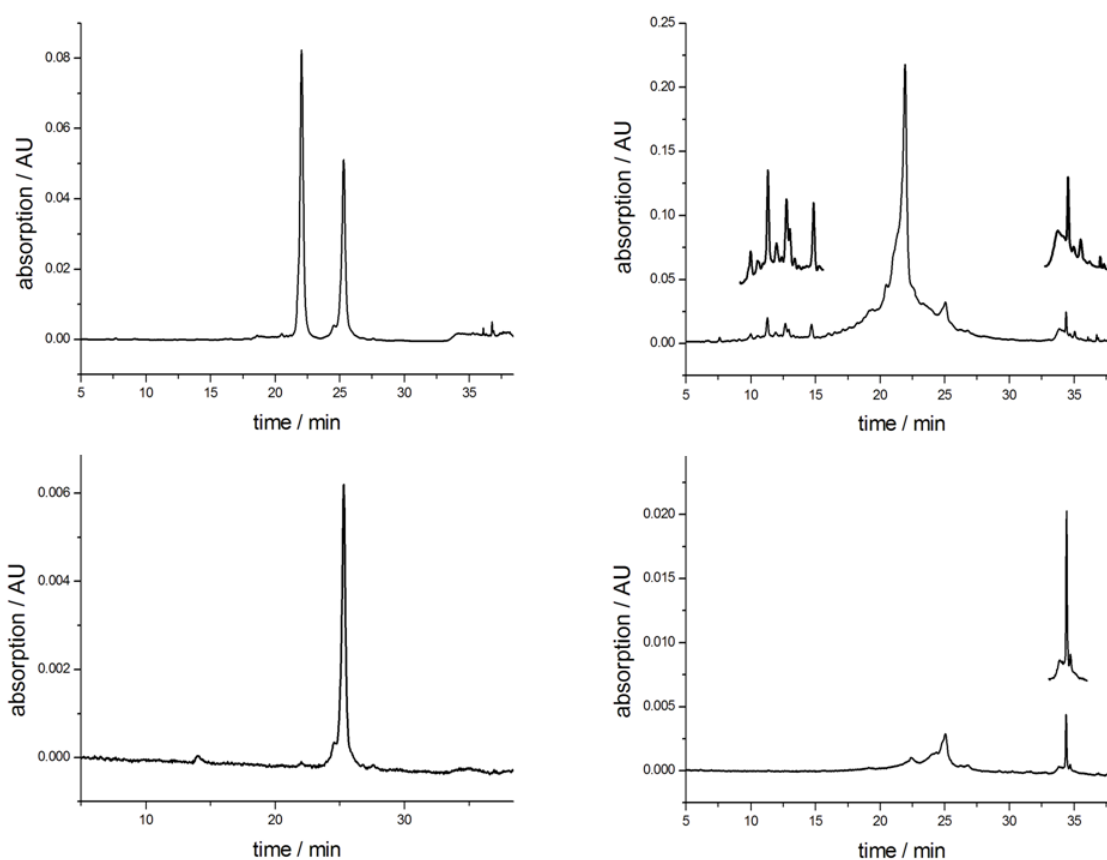 absorption / AU
0.08
0.06
0.04
0.02
0.00
5 10 15 20 25 30 35
time / min
absorption / AU
0.25
0.20
0.15
0.10
0.05
0.00
5 10 15 20 25 30 35
time / min
absorption / AU
0.006
0.004
0.002
0.000
10 20 30
time / min
absorption / AU
0.020
0.015
0.010
0.005
0.000
5 10 15 20 25 30 35
time / min